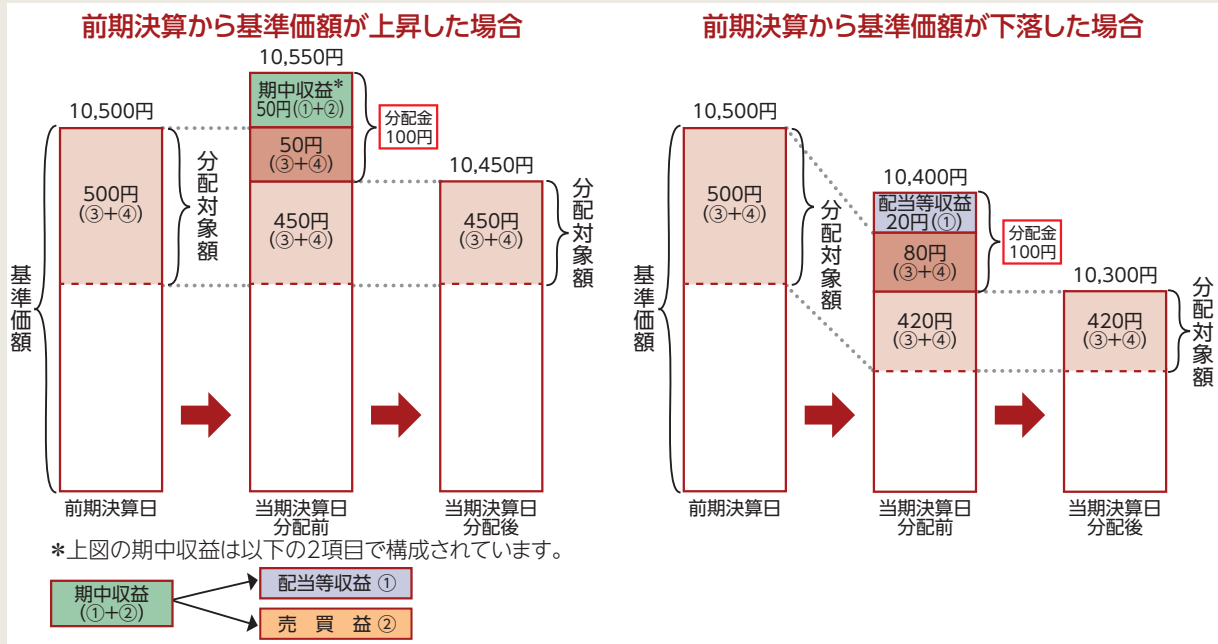 前期決算から基準価額が上昇した場合
10,500円
500円
(③+④)
分配対象額
基準価額
前期決算日
10,550円
期中収益*
50円(①+②)
50円
(③+④)
450円
(③+④)
分配金
100円
当期決算日
分配前
10,450円
450円
(③+④)
分配対象額
当期決算日
分配後
*上図の期中収益は以下の2項目で構成されています。
期中収益
(①+②)
配当等収益 ①
売 買 益 ②
前期決算から基準価額が下落した場合
10,500円
500円
(③+④)
分配対象額
基準価額
前期決算日
10,400円
配当等収益
20円(①)
80円
(③+④)
420円
(③+④)
分配金
100円
当期決算日
分配前
10,300円
420円
(③+④)
分配対象額
当期決算日
分配後